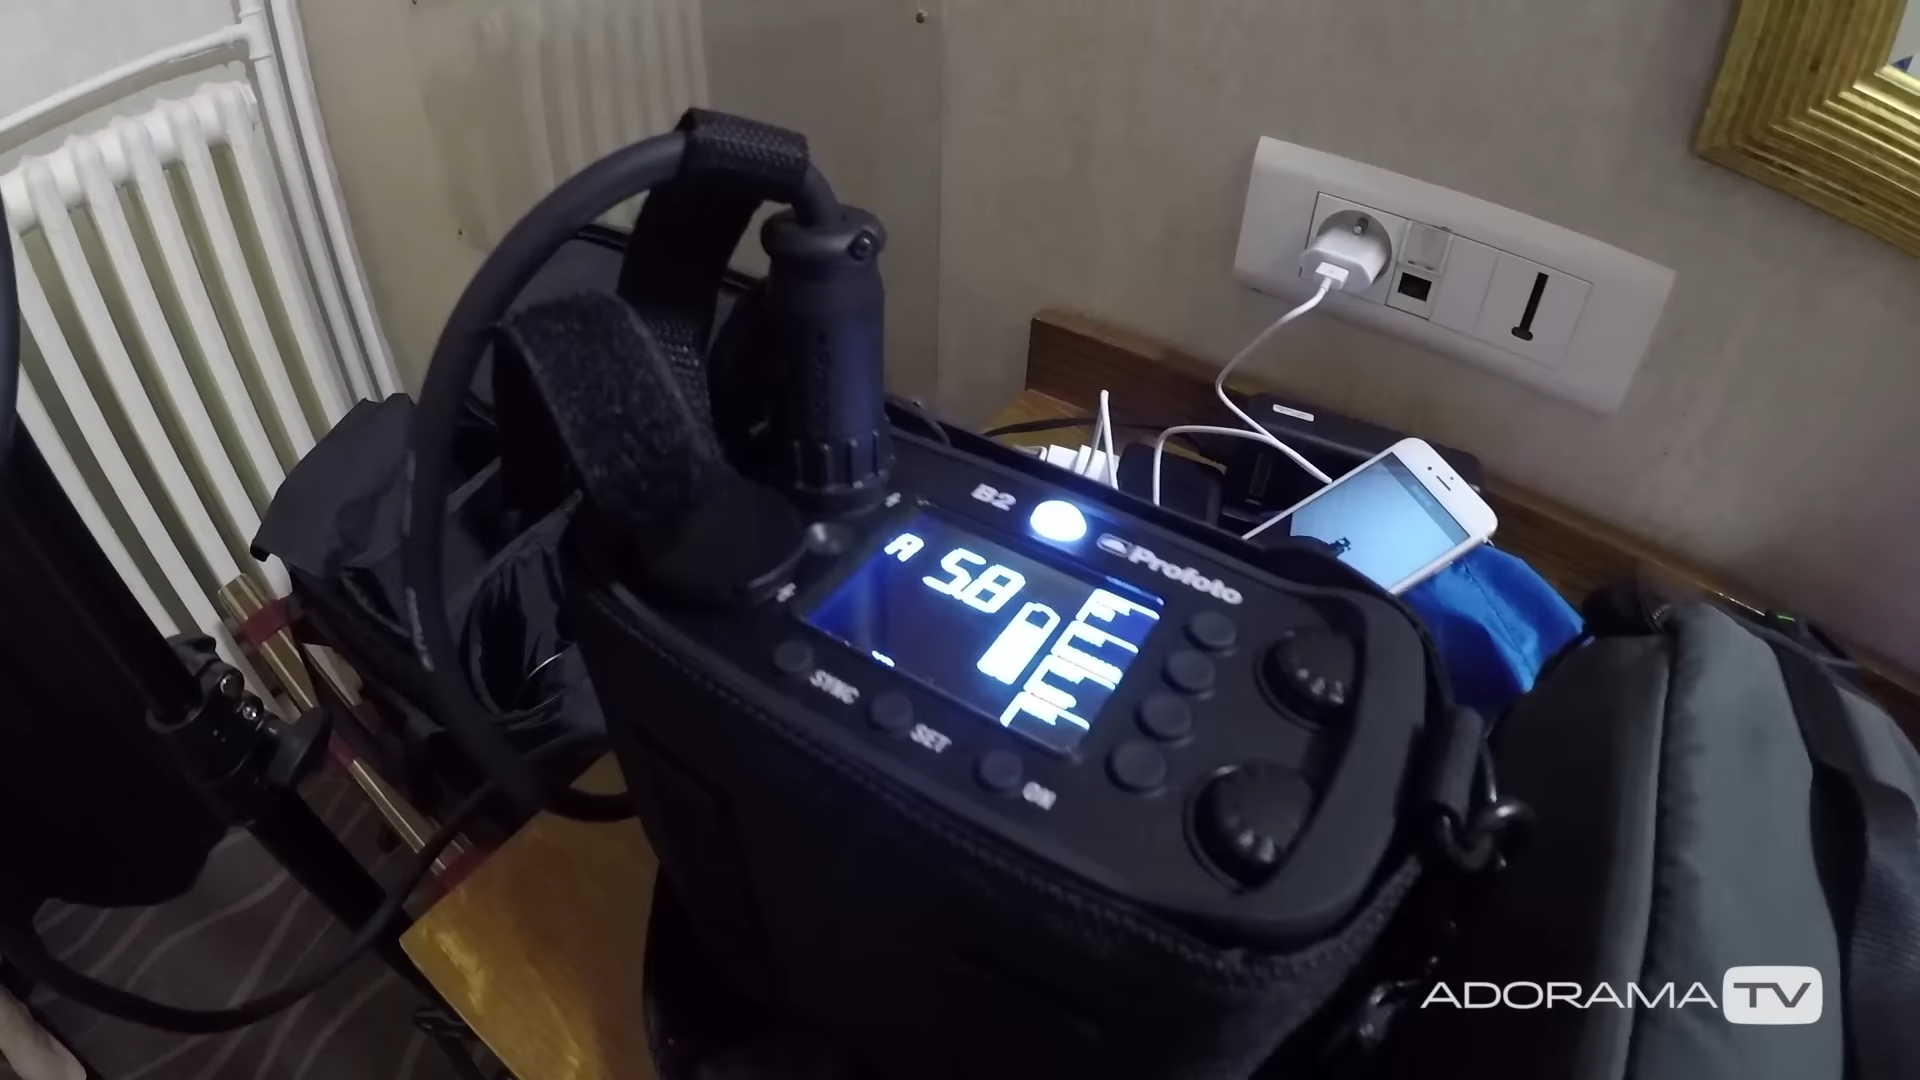 B2
Profoto
A 5.8
SYNC
SET
ON
ADORAMA TV